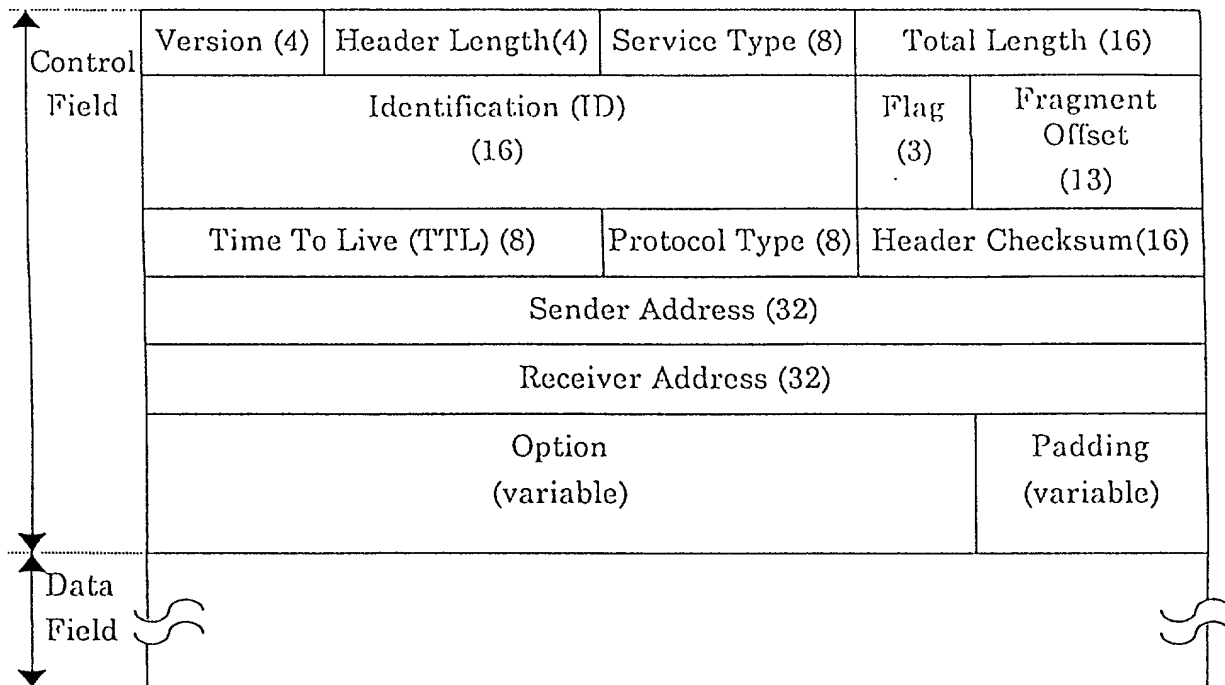 Control
Field
Version (4)
Header Length(4)
Service Type (8)
Total Length (16)
Identification (ID)
(16)
Flag
(3)
Fragment
Offset
(13)
Time To Live (TTL) (8)
Protocol Type (8)
Header Checksum(16)
Sender Address (32)
Receiver Address (32)
Option
(variable)
Padding
(variable)
Data
Field